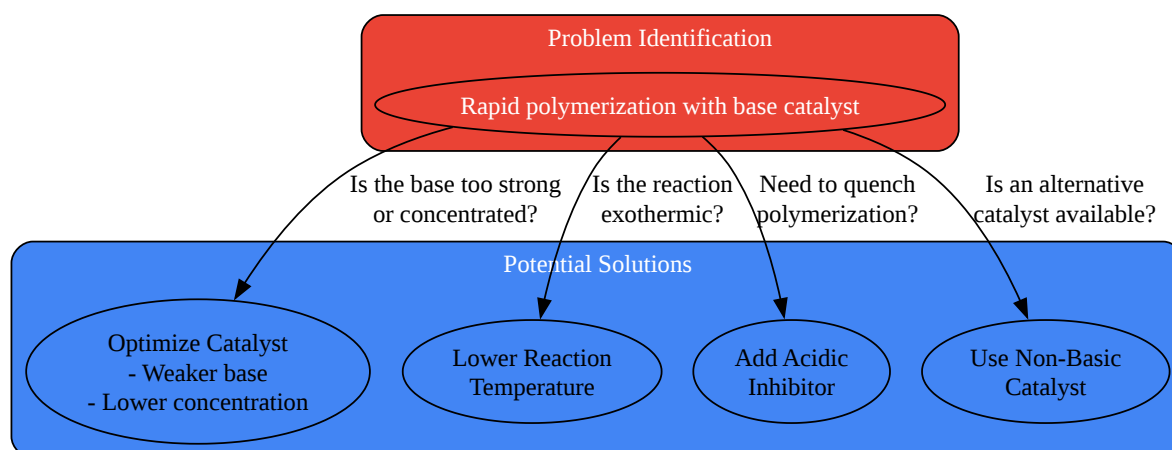 Problem Identification
Rapid polymerization with base catalyst
Is the base too strong
or concentrated?
Is the reaction
exothermic?
Need to quench
polymerization?
Is an alternative
catalyst available?
Potential Solutions
Optimize Catalyst
- Weaker base
- Lower concentration
Lower Reaction
Temperature
Add Acidic
Inhibitor
Use Non-Basic
Catalyst